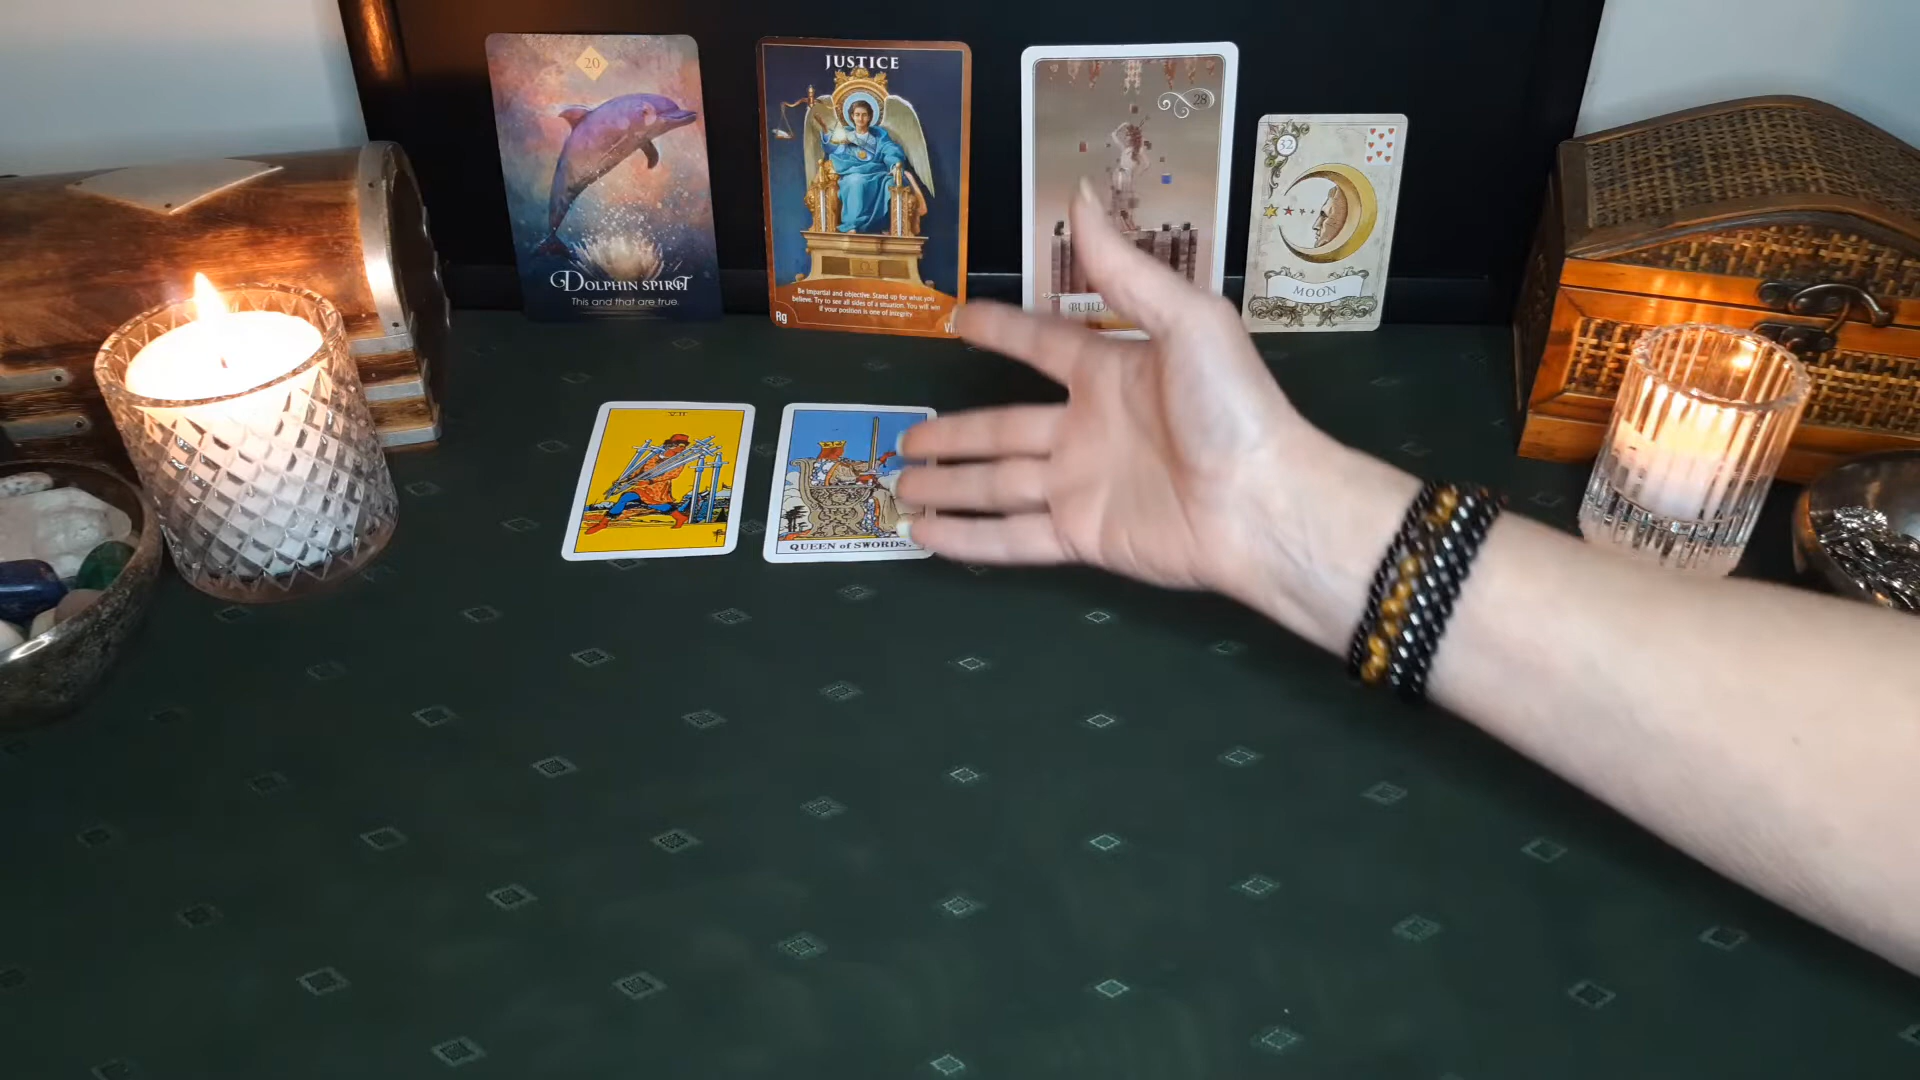 20
DOLPHIN SPIRIT
This and that are true.
JUSTICE
Be impartial and objective. Stand up for what you
believe. Try to see all sides of a situation. You will win
if your position is one of integrity.
Rg
28
32
MOON
QUEEN of SWORDS.